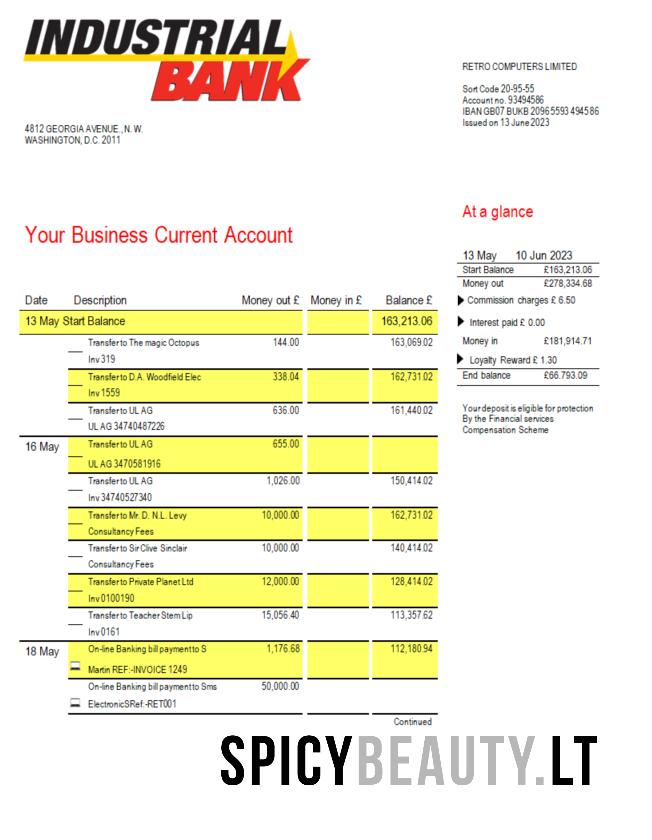 INDUSTRIAL
BANK
RETRO COMPUTERS LIMITED
Sort Code 20-95-55
Account no. 93494586
IBAN GB07 BUKB 2096 5593 4945 86
Issued on 13 June 2023
4812 GEORGIA AVENUE., N. W.
WASHINGTON, D.C. 2011
At a glance
Your Business Current Account
13 May 10 Jun 2023
Start Balance £163,213.06
Money out £278,334.68
Commission charges £ 6.50
Interest paid £ 0.00
Money in £181,914.71
Loyalty Reward £ 1.30
End balance £66.793.09
Your deposit is eligible for protection
By the Financial services
Compensation Scheme
Date Description Money out £ Money in £ Balance £
13 May Start Balance 163,213.06
Transfer to The magic Octopus 144.00 163,069.02
Inv 319
Transfer to D.A. Woodfield Elec 338.04 162,731.02
Inv 1559
Transfer to UL AG 636.00 161,440.02
UL AG 34740487226
16 May Transfer to UL AG 655.00
UL AG 3470581916
Transfer to UL AG 1,026.00 150,414.02
Inv 34740527340
Transfer to Mr. D. N.L. Levy 10,000.00 162,731.02
Consultancy Fees
Transfer to Sir Clive Sinclair 10,000.00 140,414.02
Consultancy Fees
Transfer to Private Planet Ltd 12,000.00 128,414.02
Inv 0100190
Transfer to Teacher Stem Lip 15,056.40 113,357.62
Inv 0161
18 May On-line Banking bill payment to S 1,176.68 112,180.94
Martin REF:-INVOICE 1249
On-line Banking bill payment to Sms 50,000.00
ElectronicSRef:-RET001
Continued
SPICYBEAUTY.LT